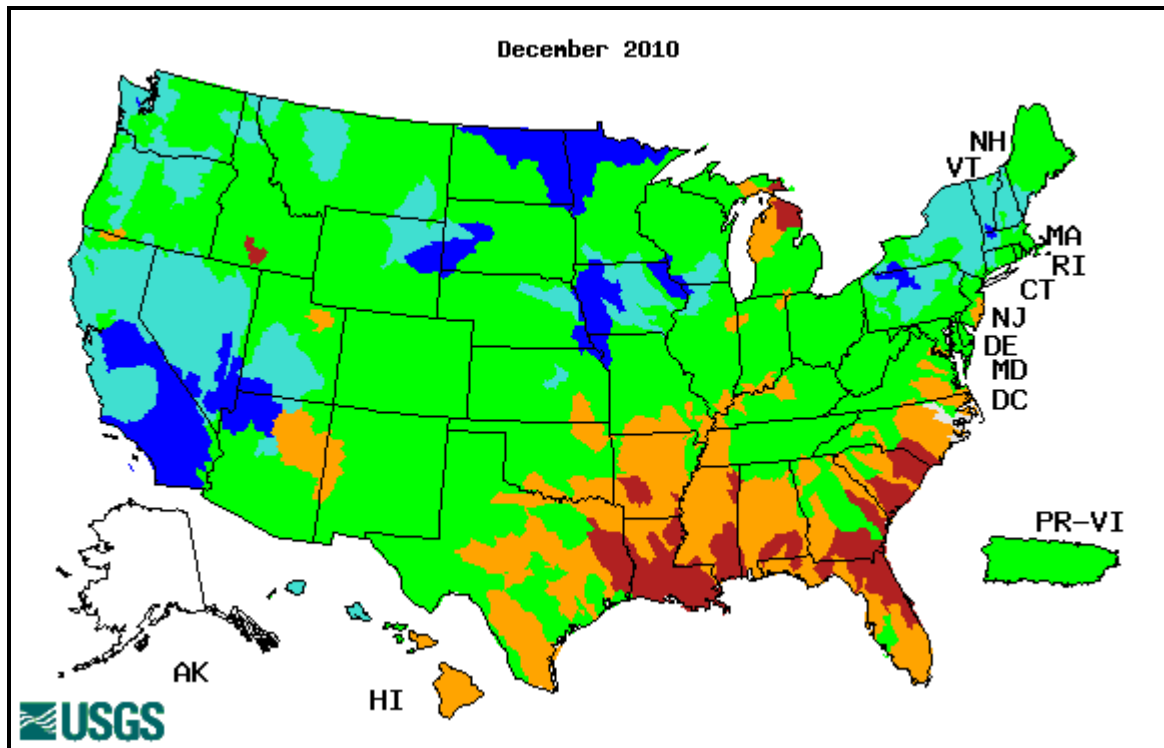 December 2010
NH
VT
MA
RI
CT
NJ
DE
MD
DC
PR-VI
AK
HI
USGS